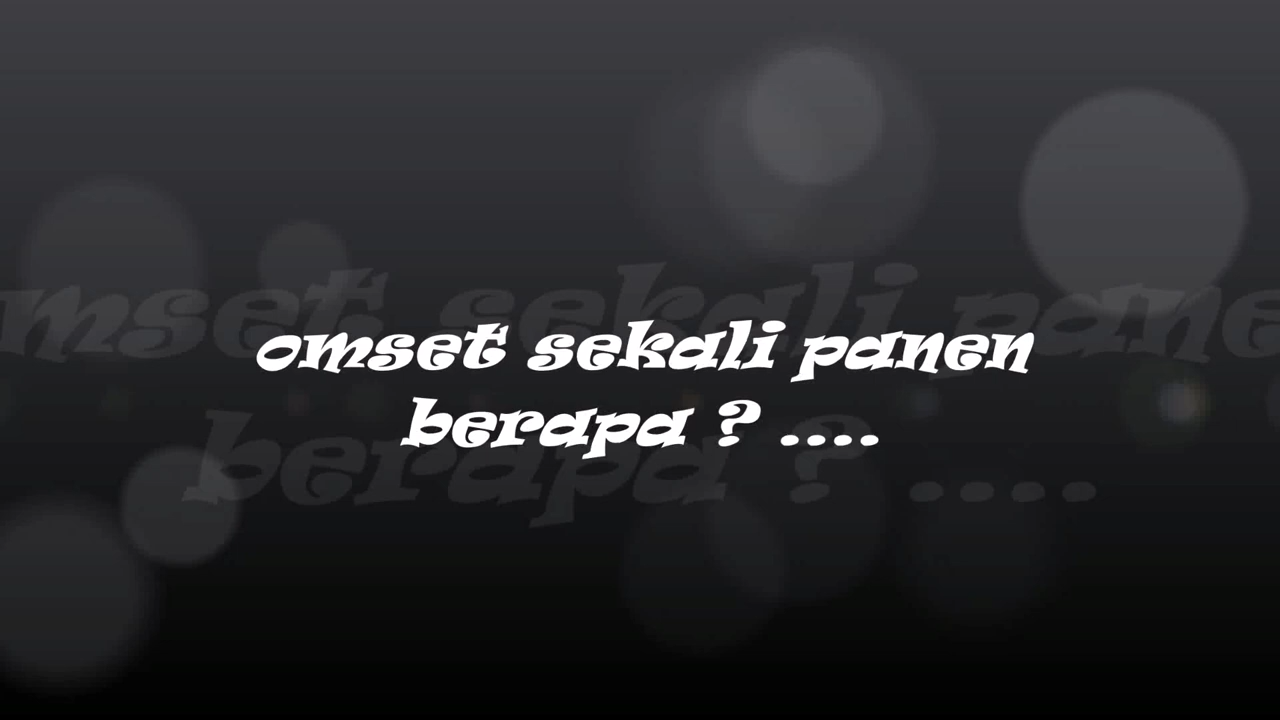 omset sekali panen
berapa ? ....